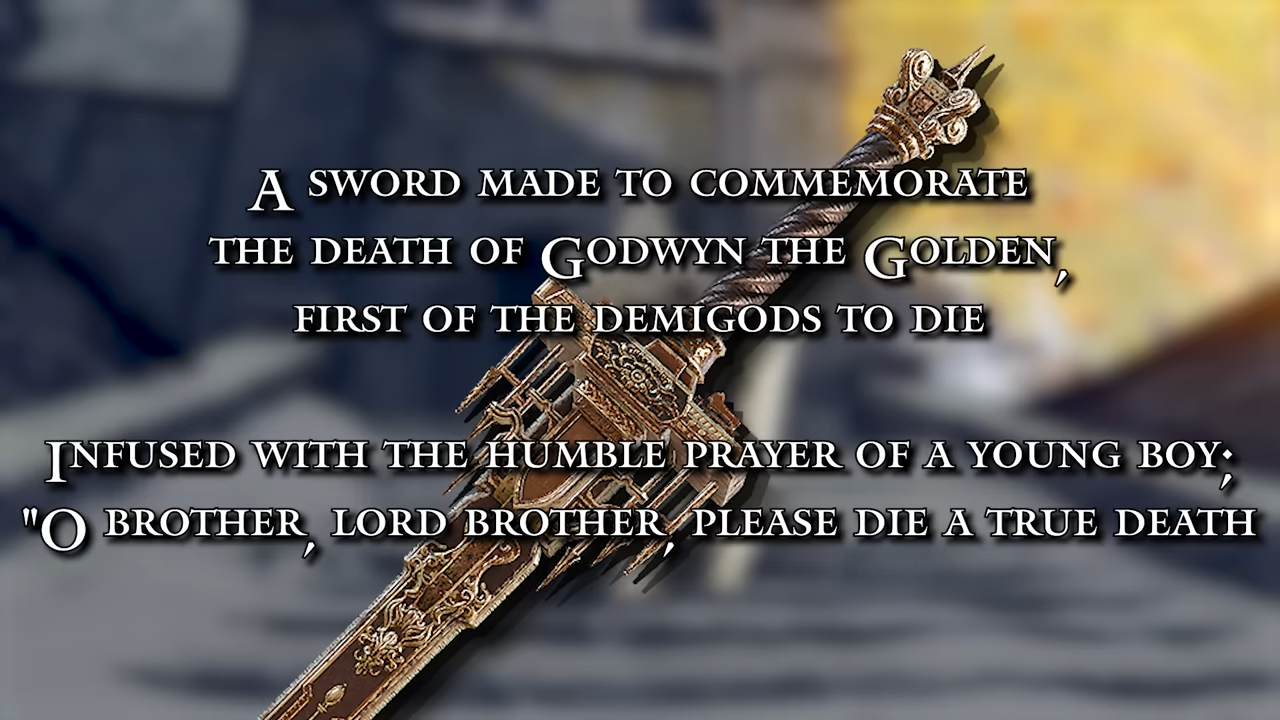 A sword made to commemorate
the death of Godwyn the Golden,
first of the demigods to die
Infused with the humble prayer of a young boy;
"O brother, lord brother, please die a true death